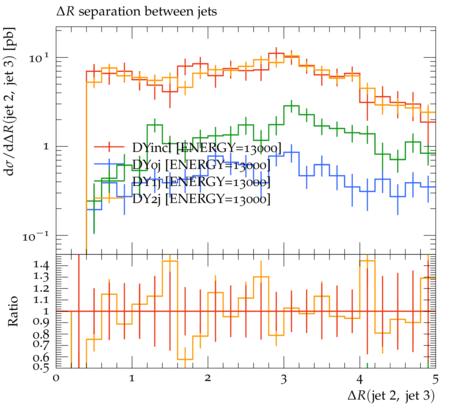 ΔR separation between jets
dσ/dΔR(jet 2, jet 3) [pb]
10¹
1
10⁻¹
DYincl [ENERGY=13000]
DY0j [ENERGY=13000]
DY1j [ENERGY=13000]
DY2j [ENERGY=13000]
Ratio
1.4
1.3
1.2
1.1
1
0.9
0.8
0.7
0.6
0.5
0 1 2 3 4 5
ΔR(jet 2, jet 3)